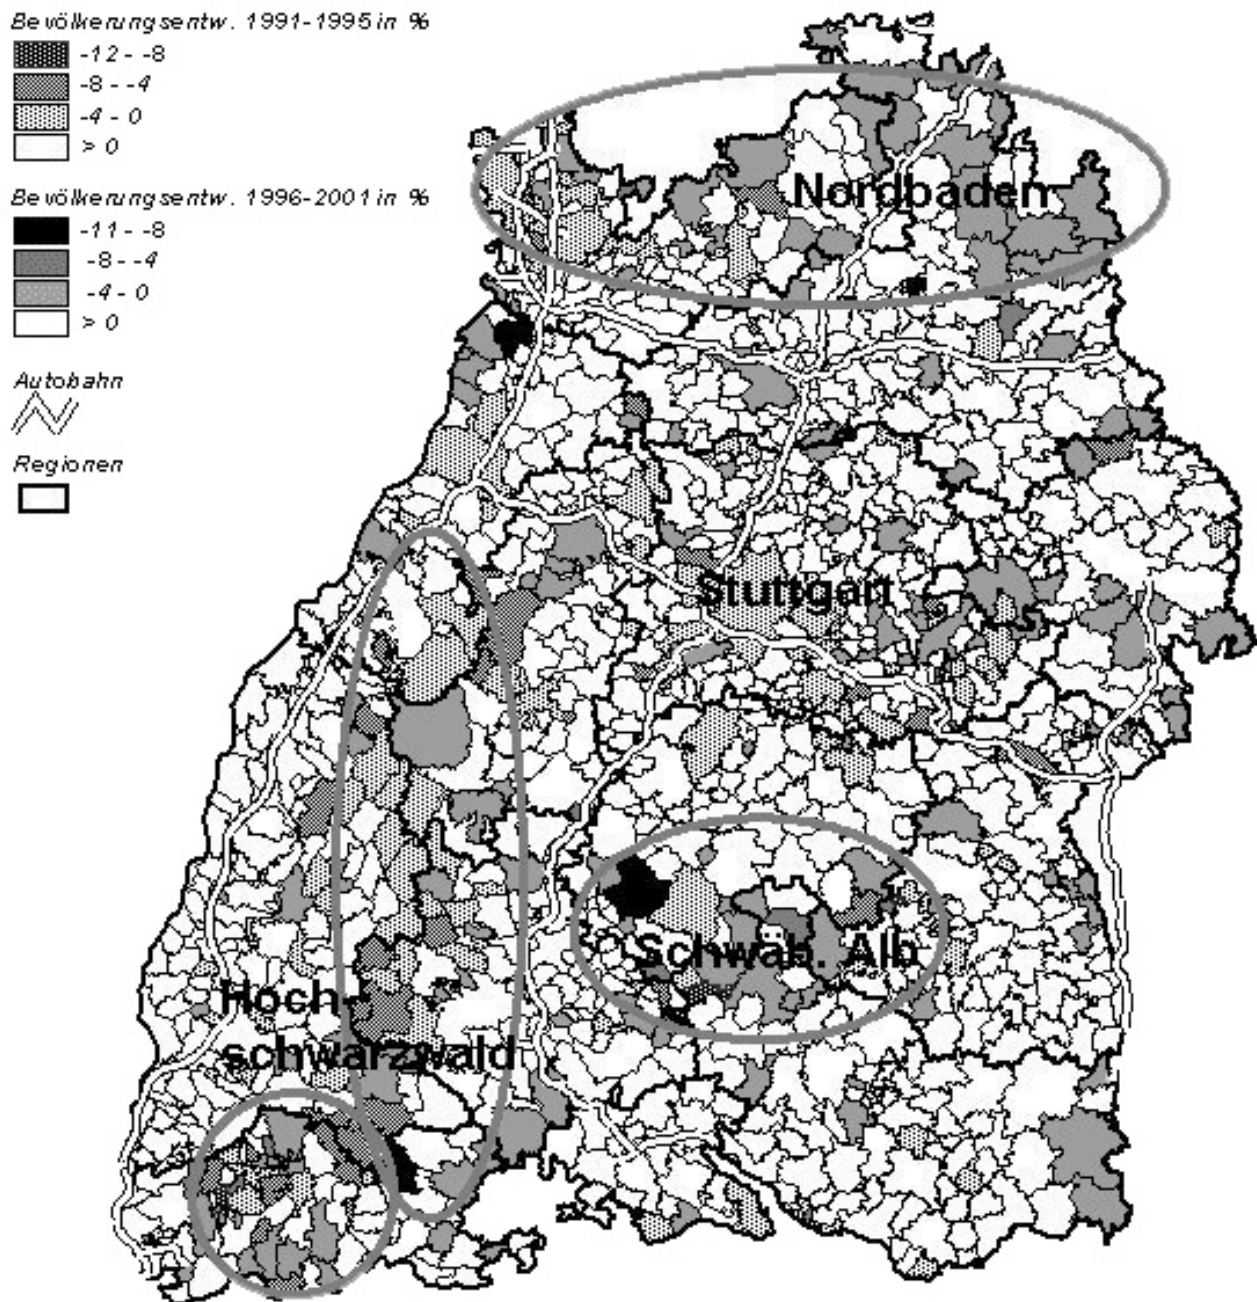 Bevölkerungsentw. 1991-1995 in %
-12 - -8
-8 - -4
-4 - 0
> 0
Bevölkerungsentw. 1996-2001 in %
-11 - -8
-8 - -4
-4 - 0
> 0
Autobahn
Regionen
Nordbaden
Stuttgart
Schwäb. Alb
Hoch-
schwarzwald